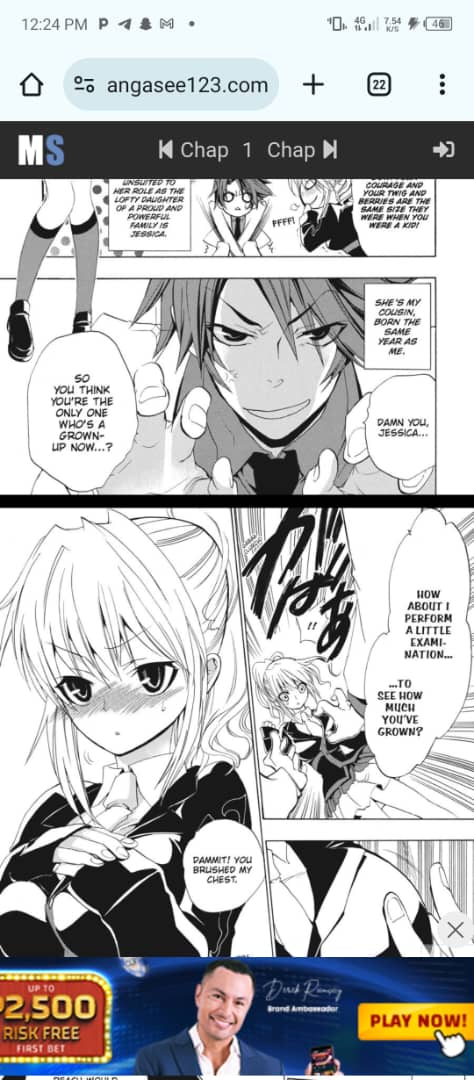 12:24 PM
4G
7.54
K/S
46
angasee123.com
22
MS
Chap 1 Chap
UNSUITED TO
HER ROLE AS THE
LOFTY DAUGHTER
OF A PROUD AND
POWERFUL
FAMILY IS
JESSICA.
PFFF!
COURAGE AND
YOUR TWIG AND
BERRIES ARE THE
SAME SIZE THEY
WERE WHEN YOU
WERE A KID!
SHE'S MY
COUSIN,
BORN THE
SAME
YEAR AS
ME.
DAMN YOU,
JESSICA...
SO
YOU THINK
YOU'RE THE
ONLY ONE
WHO'S A
GROWN-
UP NOW...?
HOW
ABOUT I
PERFORM
A LITTLE
EXAMI-
NATION...
...TO
SEE HOW
MUCH
YOU'VE
GROWN?
がばあ
!!
DAMMIT! YOU
BRUSHED MY
CHEST.
UP TO
₱2,500
RISK FREE
FIRST BET
Derek Ramsay
Brand Ambassador
PLAY NOW!